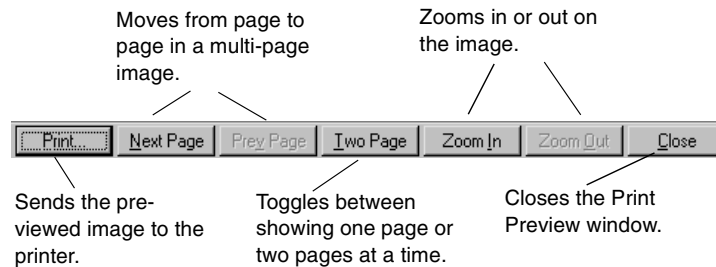 Moves from page to
page in a multi-page
image.
Zooms in or out on
the image.
Print... Next Page Prev Page Two Page Zoom In Zoom Out Close
Sends the pre-
viewed image to the
printer.
Toggles between
showing one page or
two pages at a time.
Closes the Print
Preview window.